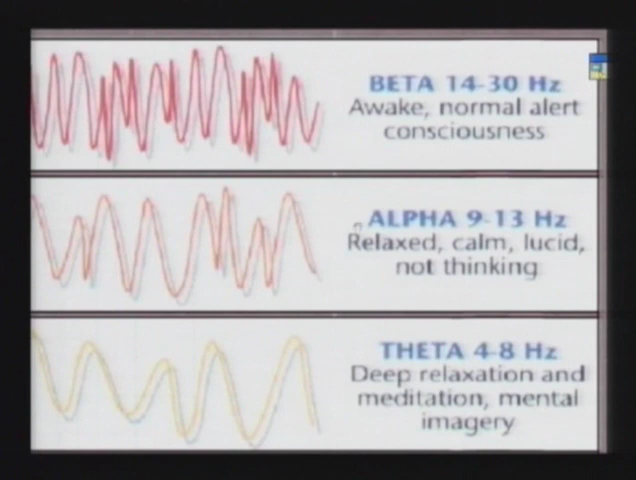 BETA 14-30 Hz
Awake, normal alert
consciousness
ALPHA 9-13 Hz
Relaxed, calm, lucid,
not thinking
THETA 4-8 Hz
Deep relaxation and
meditation, mental
imagery